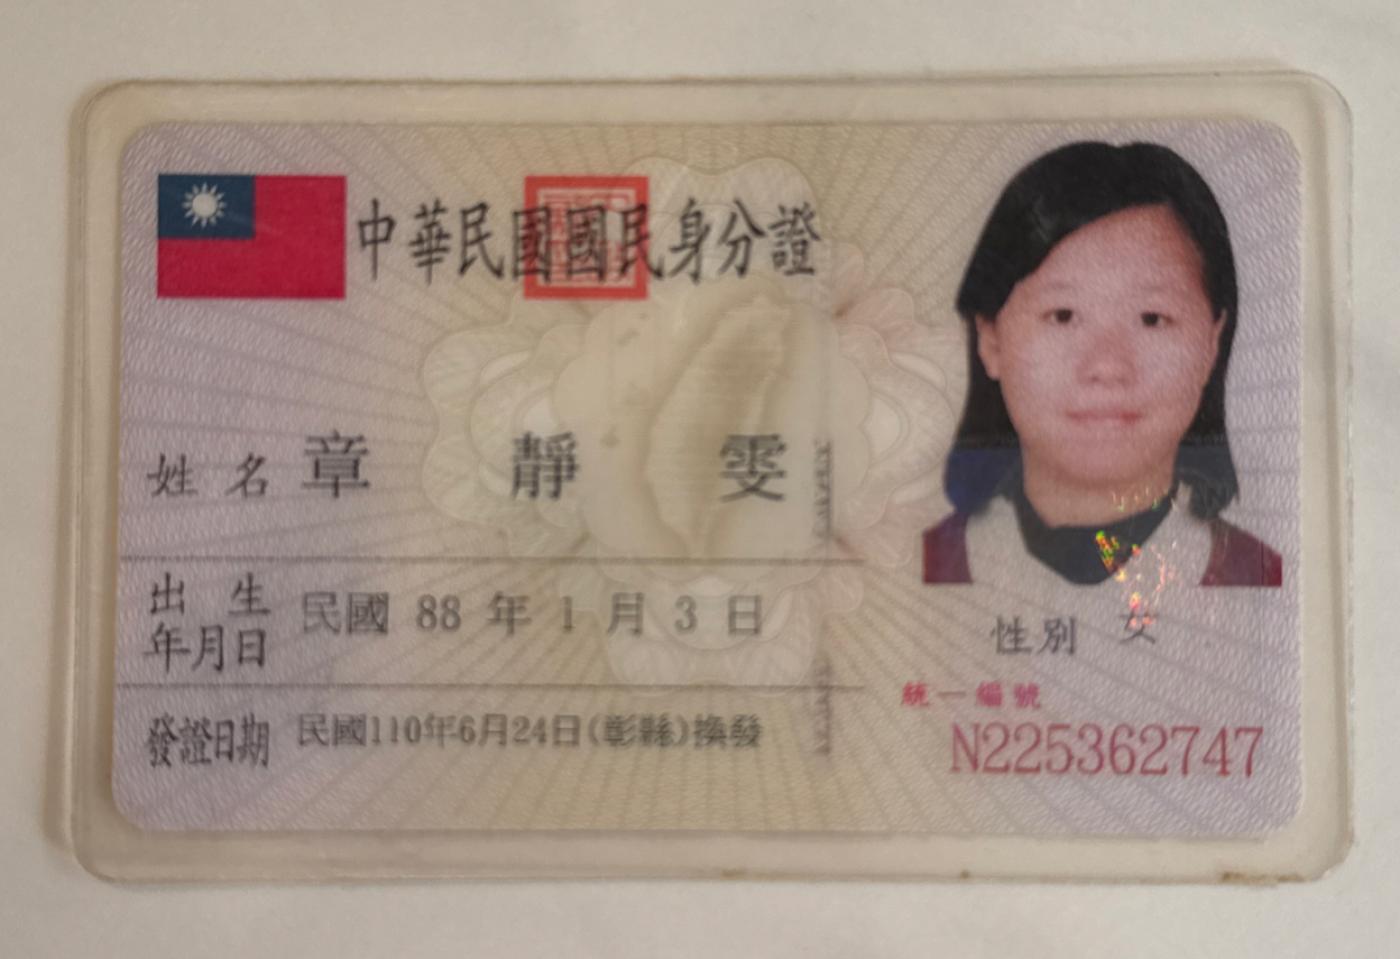 中華民國國民身分證
姓名 章靜雯
出生年月日 民國 88 年 1 月 3 日
性別 女
發證日期 民國110年6月24日(彰縣)換發
統一編號
N225362747